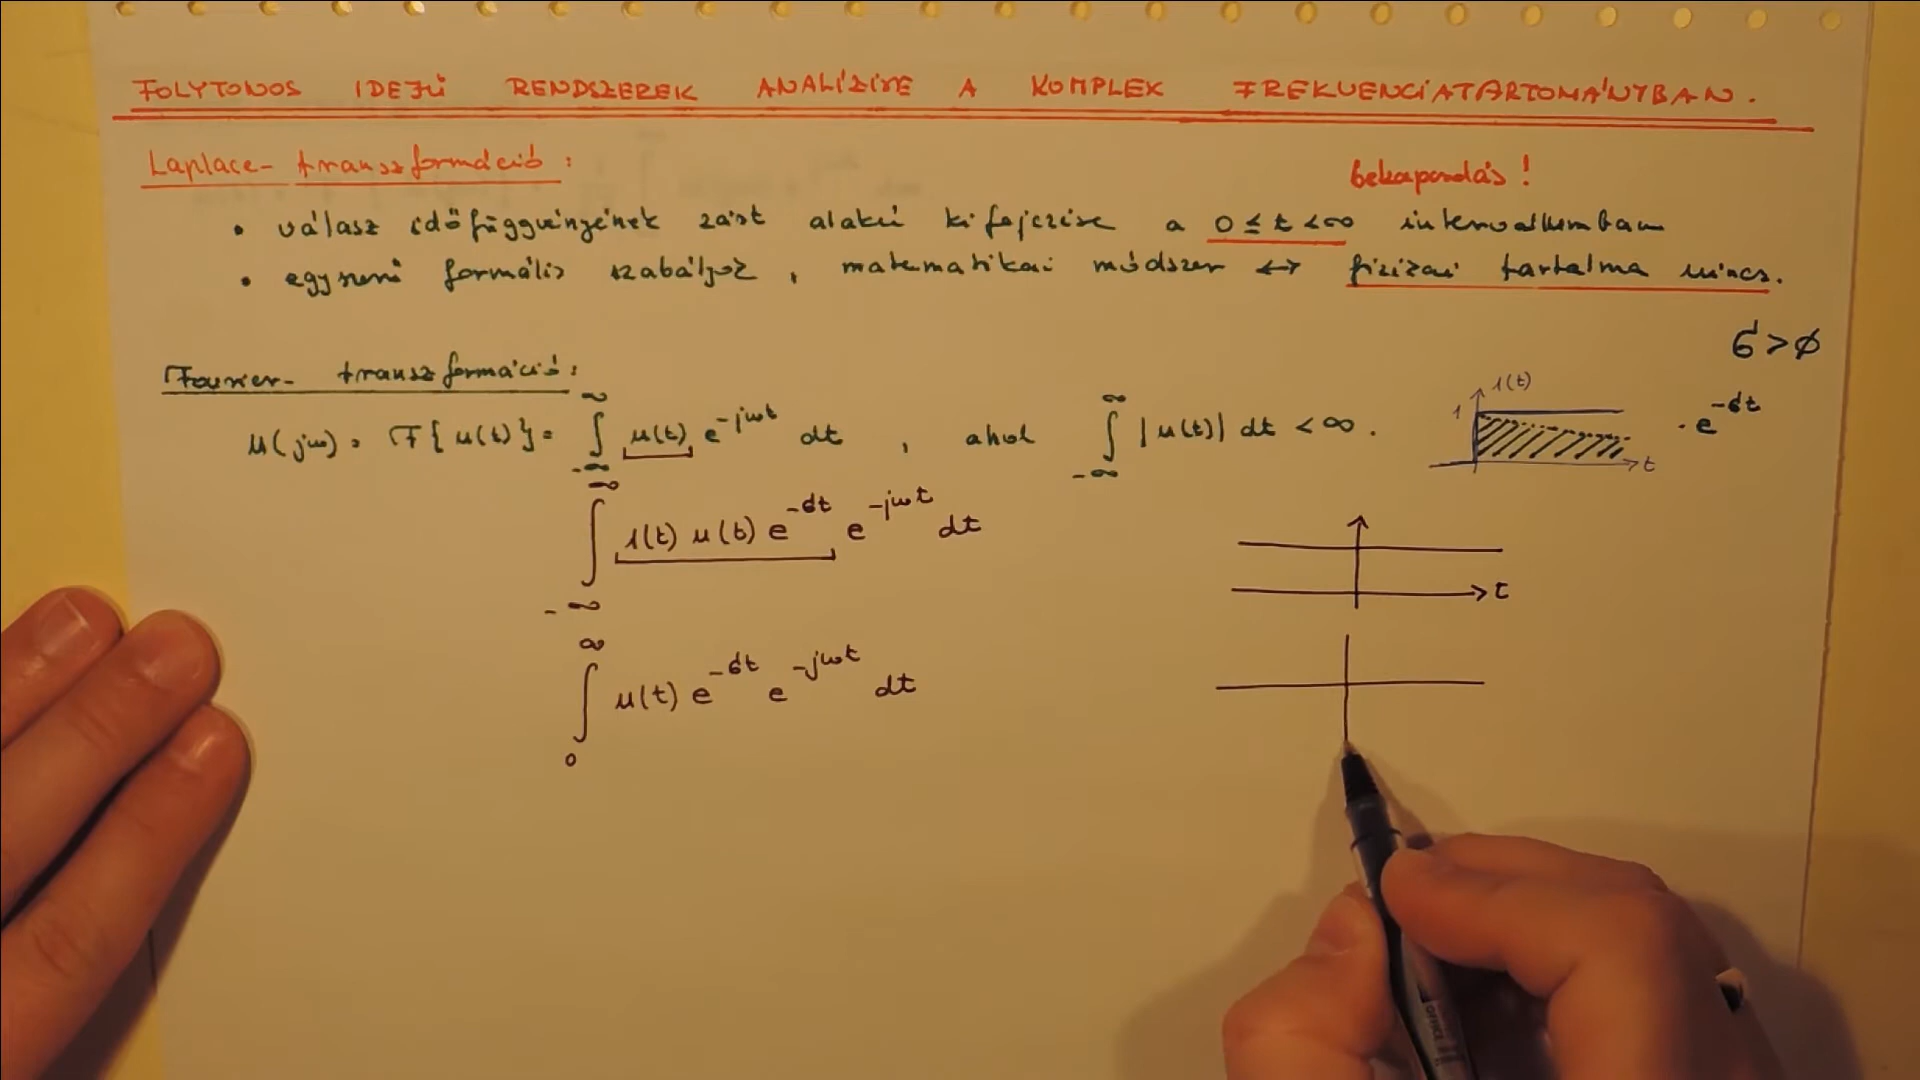 FOLYTONOS IDEJŰ RENDSZEREK ANALÍZISE A KOMPLEX FREKVENCIATARTOMÁNYBAN.
Laplace- transzformáció:
bekapcsolás!
• válasz időfüggvényének zárt alakú kifejezése a 0 ≤ t < ∞ intervallumban
• egyszerű formális szabályok, matematikai módszer ↔ fizikai tartalma nincs.
σ > ∅
Fourier- transzformáció:
U(jω) = F{u(t)} = ∫_{-∞}^{∞} u(t) e^{-jωt} dt , ahol ∫_{-∞}^{∞} |u(t)| dt < ∞.
1 1(t) t · e^{-σt}
∫_{-∞}^{∞} 1(t) u(t) e^{-σt} e^{-jωt} dt
t
∫_{0}^{∞} u(t) e^{-σt} e^{-jωt} dt